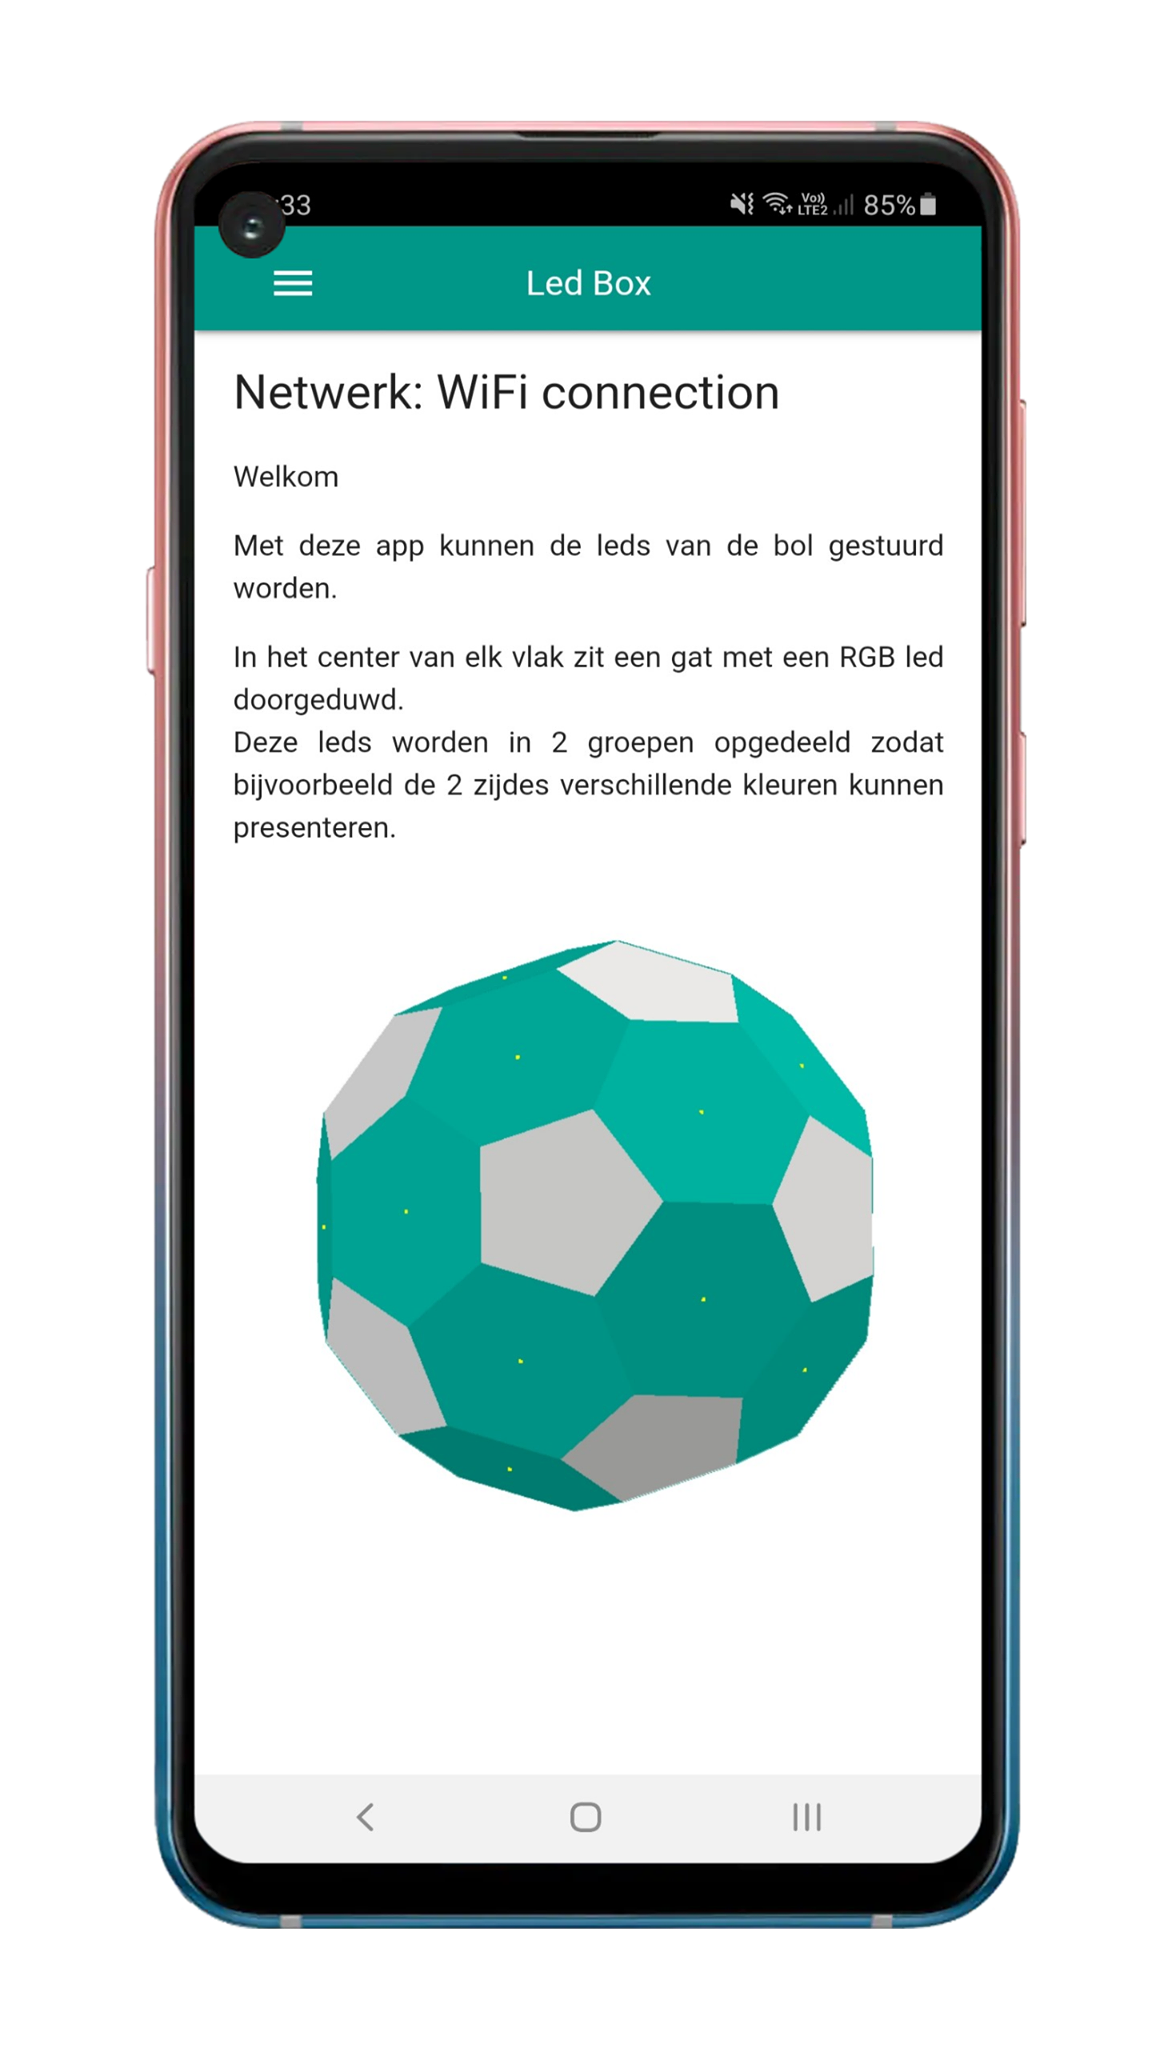 :33
Vo)) LTE2 85%
Led Box
Netwerk: WiFi connection
Welkom
Met deze app kunnen de leds van de bol gestuurd
worden.
In het center van elk vlak zit een gat met een RGB led
doorgeduwd.
Deze leds worden in 2 groepen opgedeeld zodat
bijvoorbeeld de 2 zijdes verschillende kleuren kunnen
presenteren.